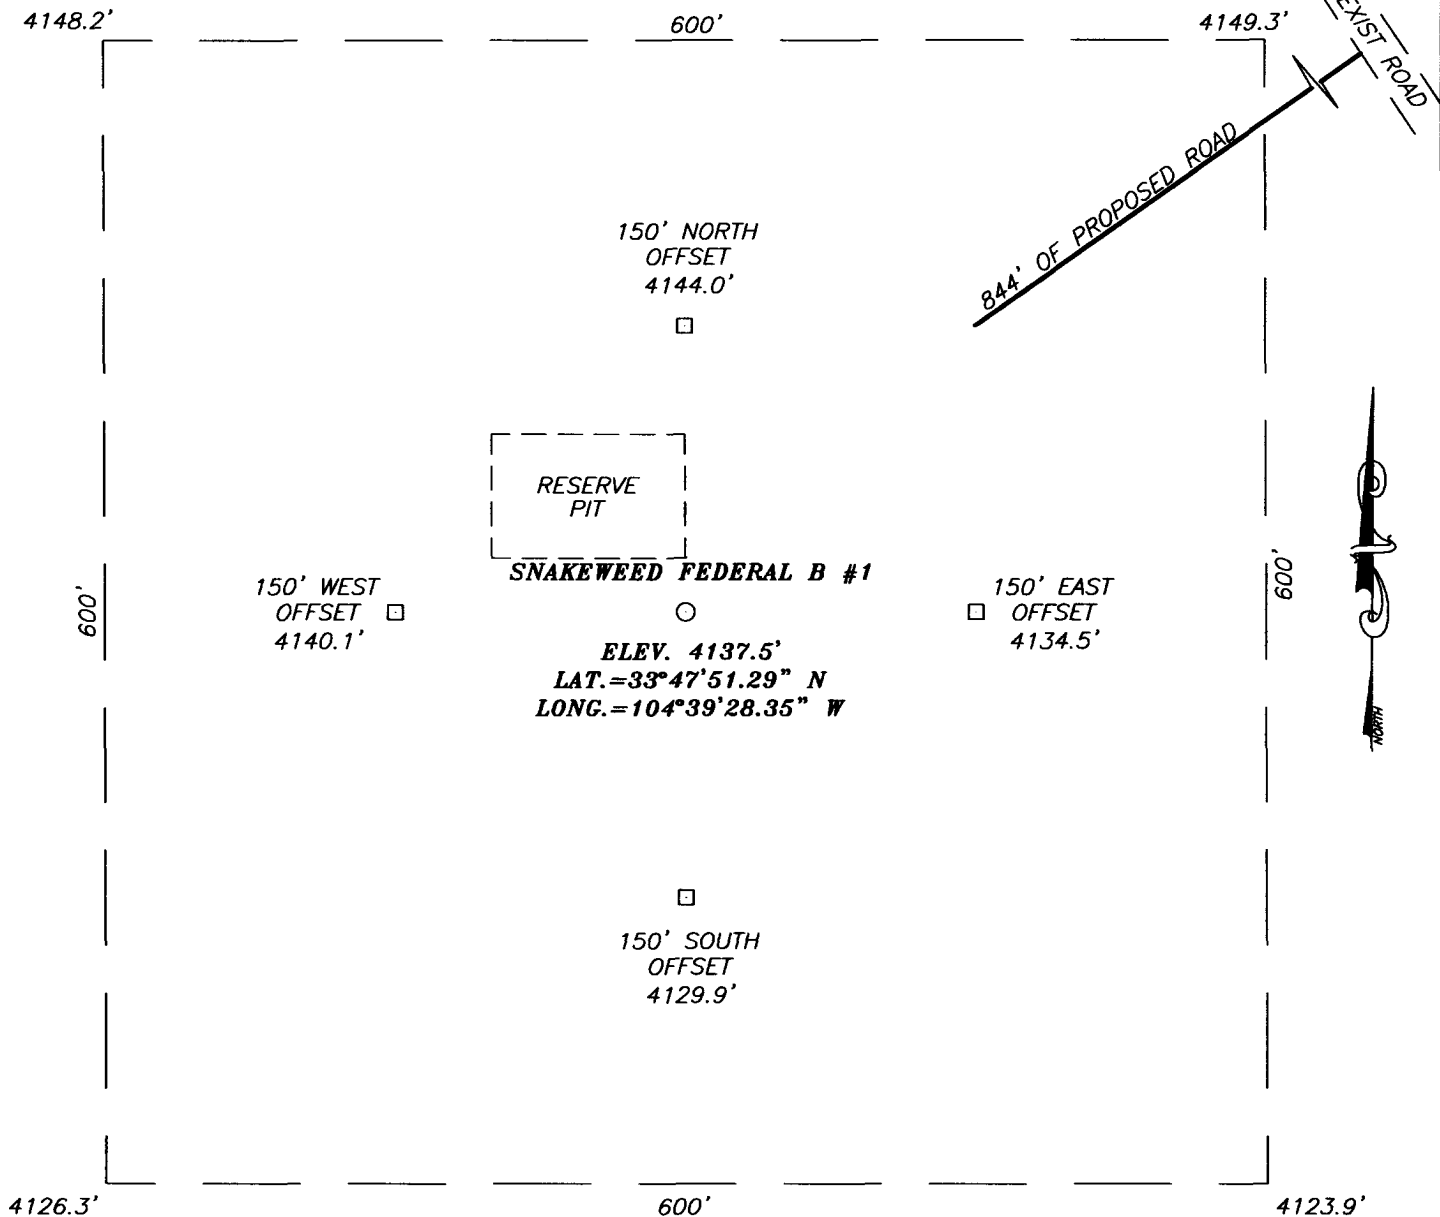 4148.2'
600'
4149.3'
EXIST ROAD
844' OF PROPOSED ROAD
150' NORTH
OFFSET
4144.0'
RESERVE
PIT
SNAKEWEED FEDERAL B #1
600'
150' WEST
OFFSET
4140.1'
150' EAST
OFFSET
4134.5'
600'
ELEV. 4137.5'
LAT.=33°47'51.29" N
LONG.=104°39'28.35" W
NORTH
150' SOUTH
OFFSET
4129.9'
4126.3'
600'
4123.9'